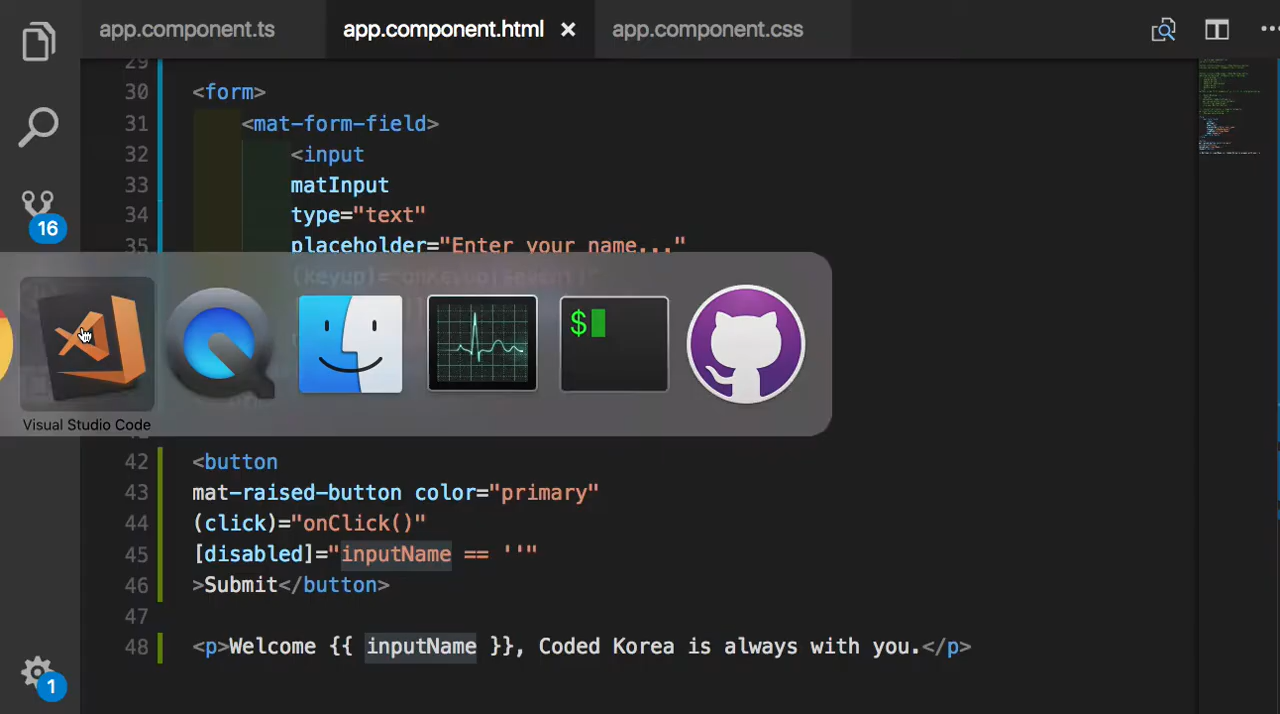 app.component.ts
app.component.html
app.component.css
29
30 <form>
31 <mat-form-field>
32 <input
33 matInput
34 type="text"
35 placeholder="Enter your name..."
(keyup)="onKeyup($event)"
16
$
Visual Studio Code
42 <button
43 mat-raised-button color="primary"
44 (click)="onClick()"
45 [disabled]="inputName == ''"
46 >Submit</button>
47
48 <p>Welcome {{ inputName }}, Coded Korea is always with you.</p>
1